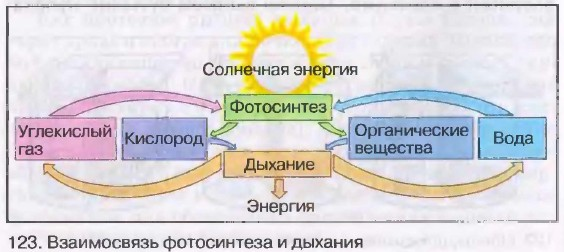 Солнечная энергия
Фотосинтез
Углекислый
газ
Кислород
Органические
вещества
Вода
Дыхание
Энергия
123. Взаимосвязь фотосинтеза и дыхания